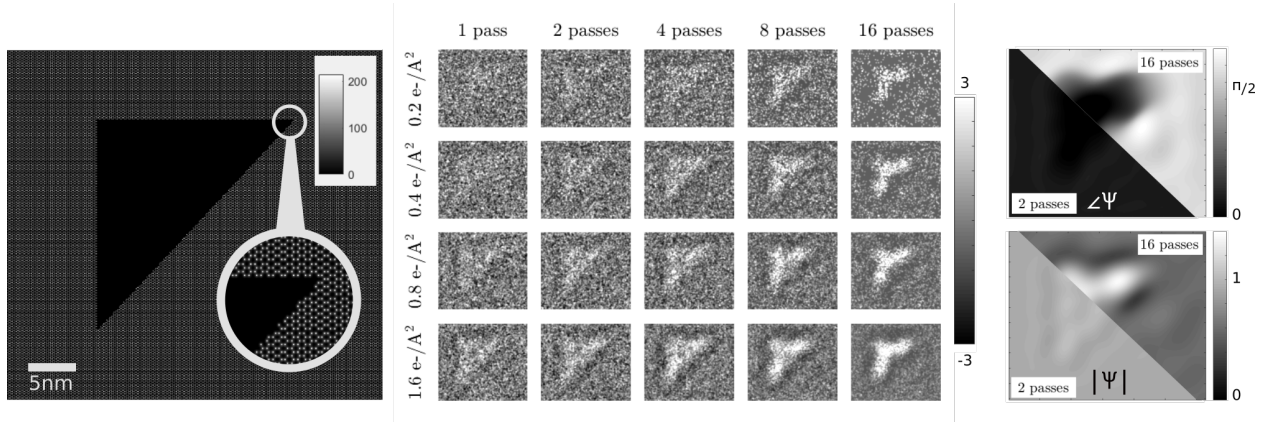 200
100
0
5nm
1 pass 2 passes 4 passes 8 passes 16 passes
0.2 e-/A²
0.4 e-/A²
0.8 e-/A²
1.6 e-/A²
3
-3
16 passes
2 passes
∠Ψ
π/2
0
16 passes
2 passes
|Ψ|
1
0